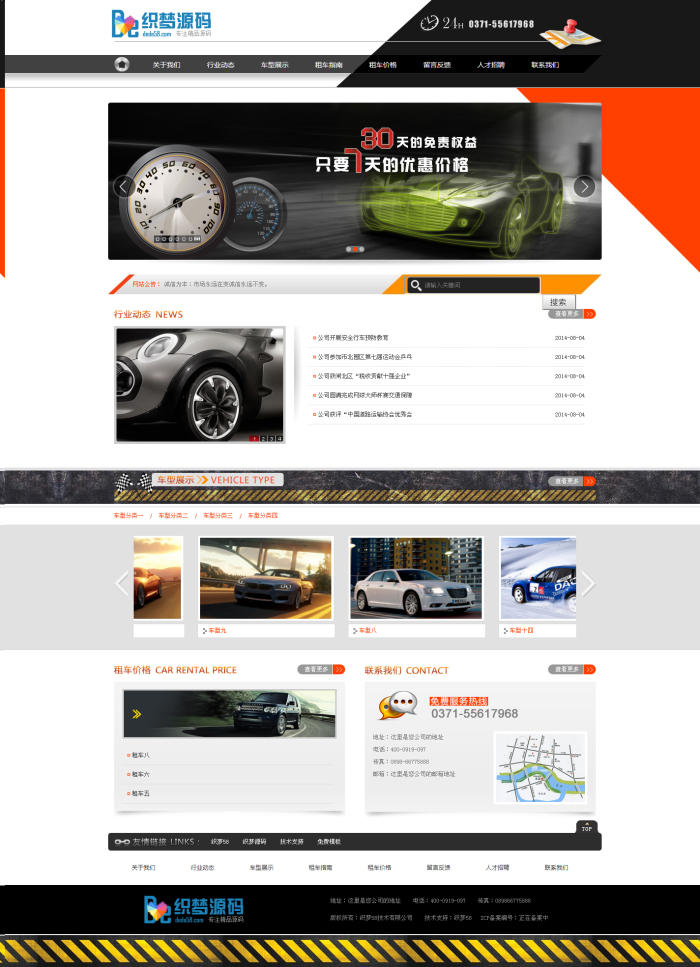 织梦源码
dede58.com 专注精品源码
24H 0371-55617968
关于我们 行业动态 车型展示 租车指南 租车价格 留言反馈 人才招聘 联系我们
30天的免责权益
只要7天的优惠价格
网站公告：诚信为本：市场永远在变诚信永远不变。
请输入关键词
搜索
行业动态 NEWS
查看更多
公司开展安全行车预防教育 2014-08-04
公司参加市北园区第七届运动会乒乓 2014-08-04
公司获闸北区“税收贡献十强企业” 2014-08-04
公司圆满完成网球大师杯赛交通保障 2014-08-04
公司获评“中国道路运输协会优秀会 2014-08-04
1 2 3 4
车型展示 VEHICLE TYPE
查看更多
车型分类一 / 车型分类二 / 车型分类三 / 车型分类四
车型九
车型八
车型十四
租车价格 CAR RENTAL PRICE
查看更多
租车八
租车六
租车五
联系我们 CONTACT
查看更多
免费服务热线
0371-55617968
地址：这里是您公司的地址
电话：400-0919-097
传真：0898-66775888
邮箱：这里是您公司的邮箱地址
TOP
友情链接 LINKS： 织梦58 织梦源码 技术支持 免费模板
关于我们 行业动态 车型展示 租车指南 租车价格 留言反馈 人才招聘 联系我们
织梦源码
dede58.com 专注精品源码
地址：这里是您公司的地址 电话：400-0919-097 传真：089866775888
版权所有：织梦58技术有限公司 技术支持：织梦58 ICP备案编号：正在备案中